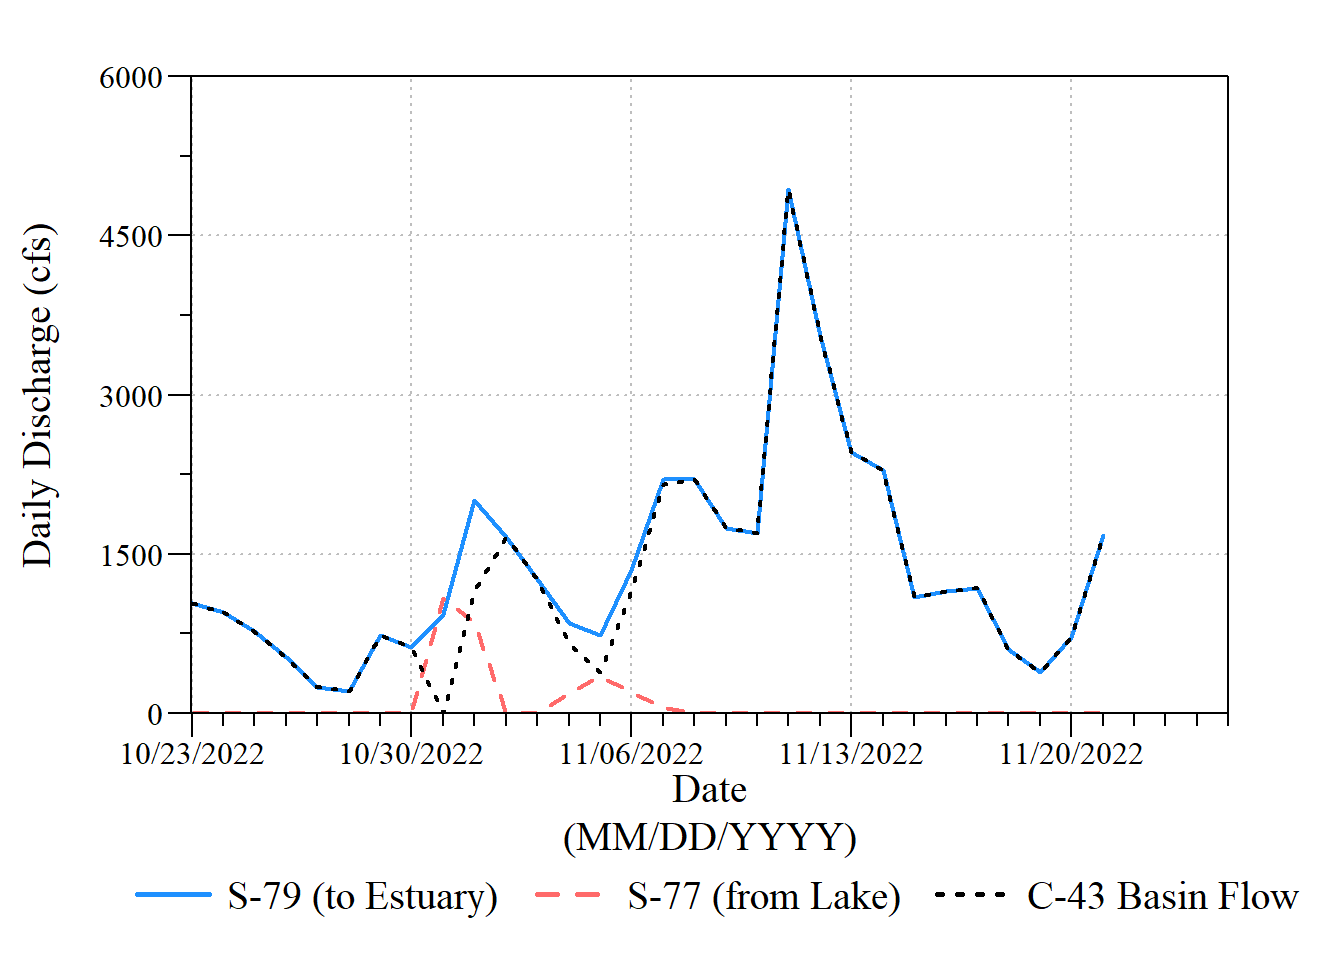 6000
4500
3000
1500
0
Daily Discharge (cfs)
10/23/2022 10/30/2022 11/06/2022 11/13/2022 11/20/2022
Date
(MM/DD/YYYY)
S-79 (to Estuary) S-77 (from Lake) C-43 Basin Flow